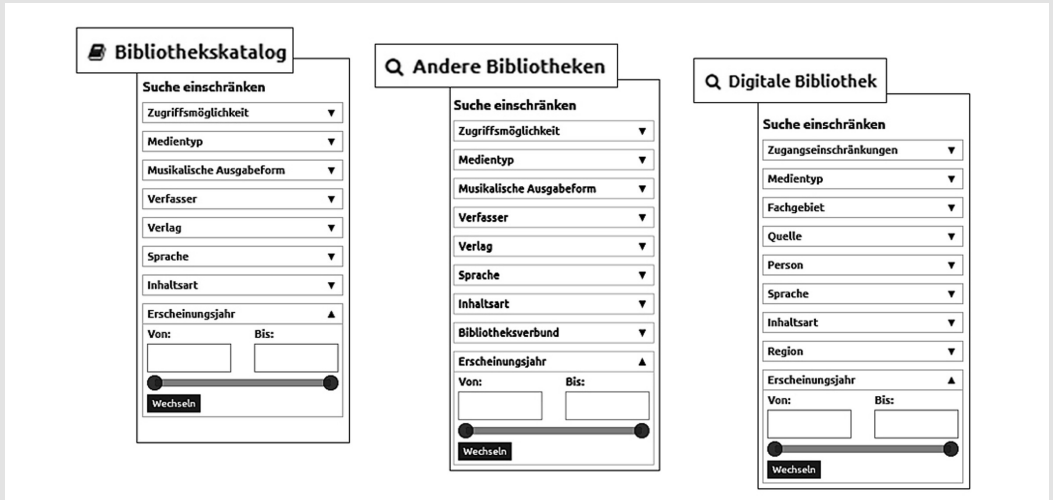 Bibliothekskatalog
Suche einschränken
Zugriffsmöglichkeit
Medientyp
Musikalische Ausgabeform
Verfasser
Verlag
Sprache
Inhaltsart
Erscheinungsjahr
Von: Bis:
Wechseln
Andere Bibliotheken
Suche einschränken
Zugriffsmöglichkeit
Medientyp
Musikalische Ausgabeform
Verfasser
Verlag
Sprache
Inhaltsart
Bibliotheksverbund
Erscheinungsjahr
Von: Bis:
Wechseln
Digitale Bibliothek
Suche einschränken
Zugangseinschränkungen
Medientyp
Fachgebiet
Quelle
Person
Sprache
Inhaltsart
Region
Erscheinungsjahr
Von: Bis:
Wechseln